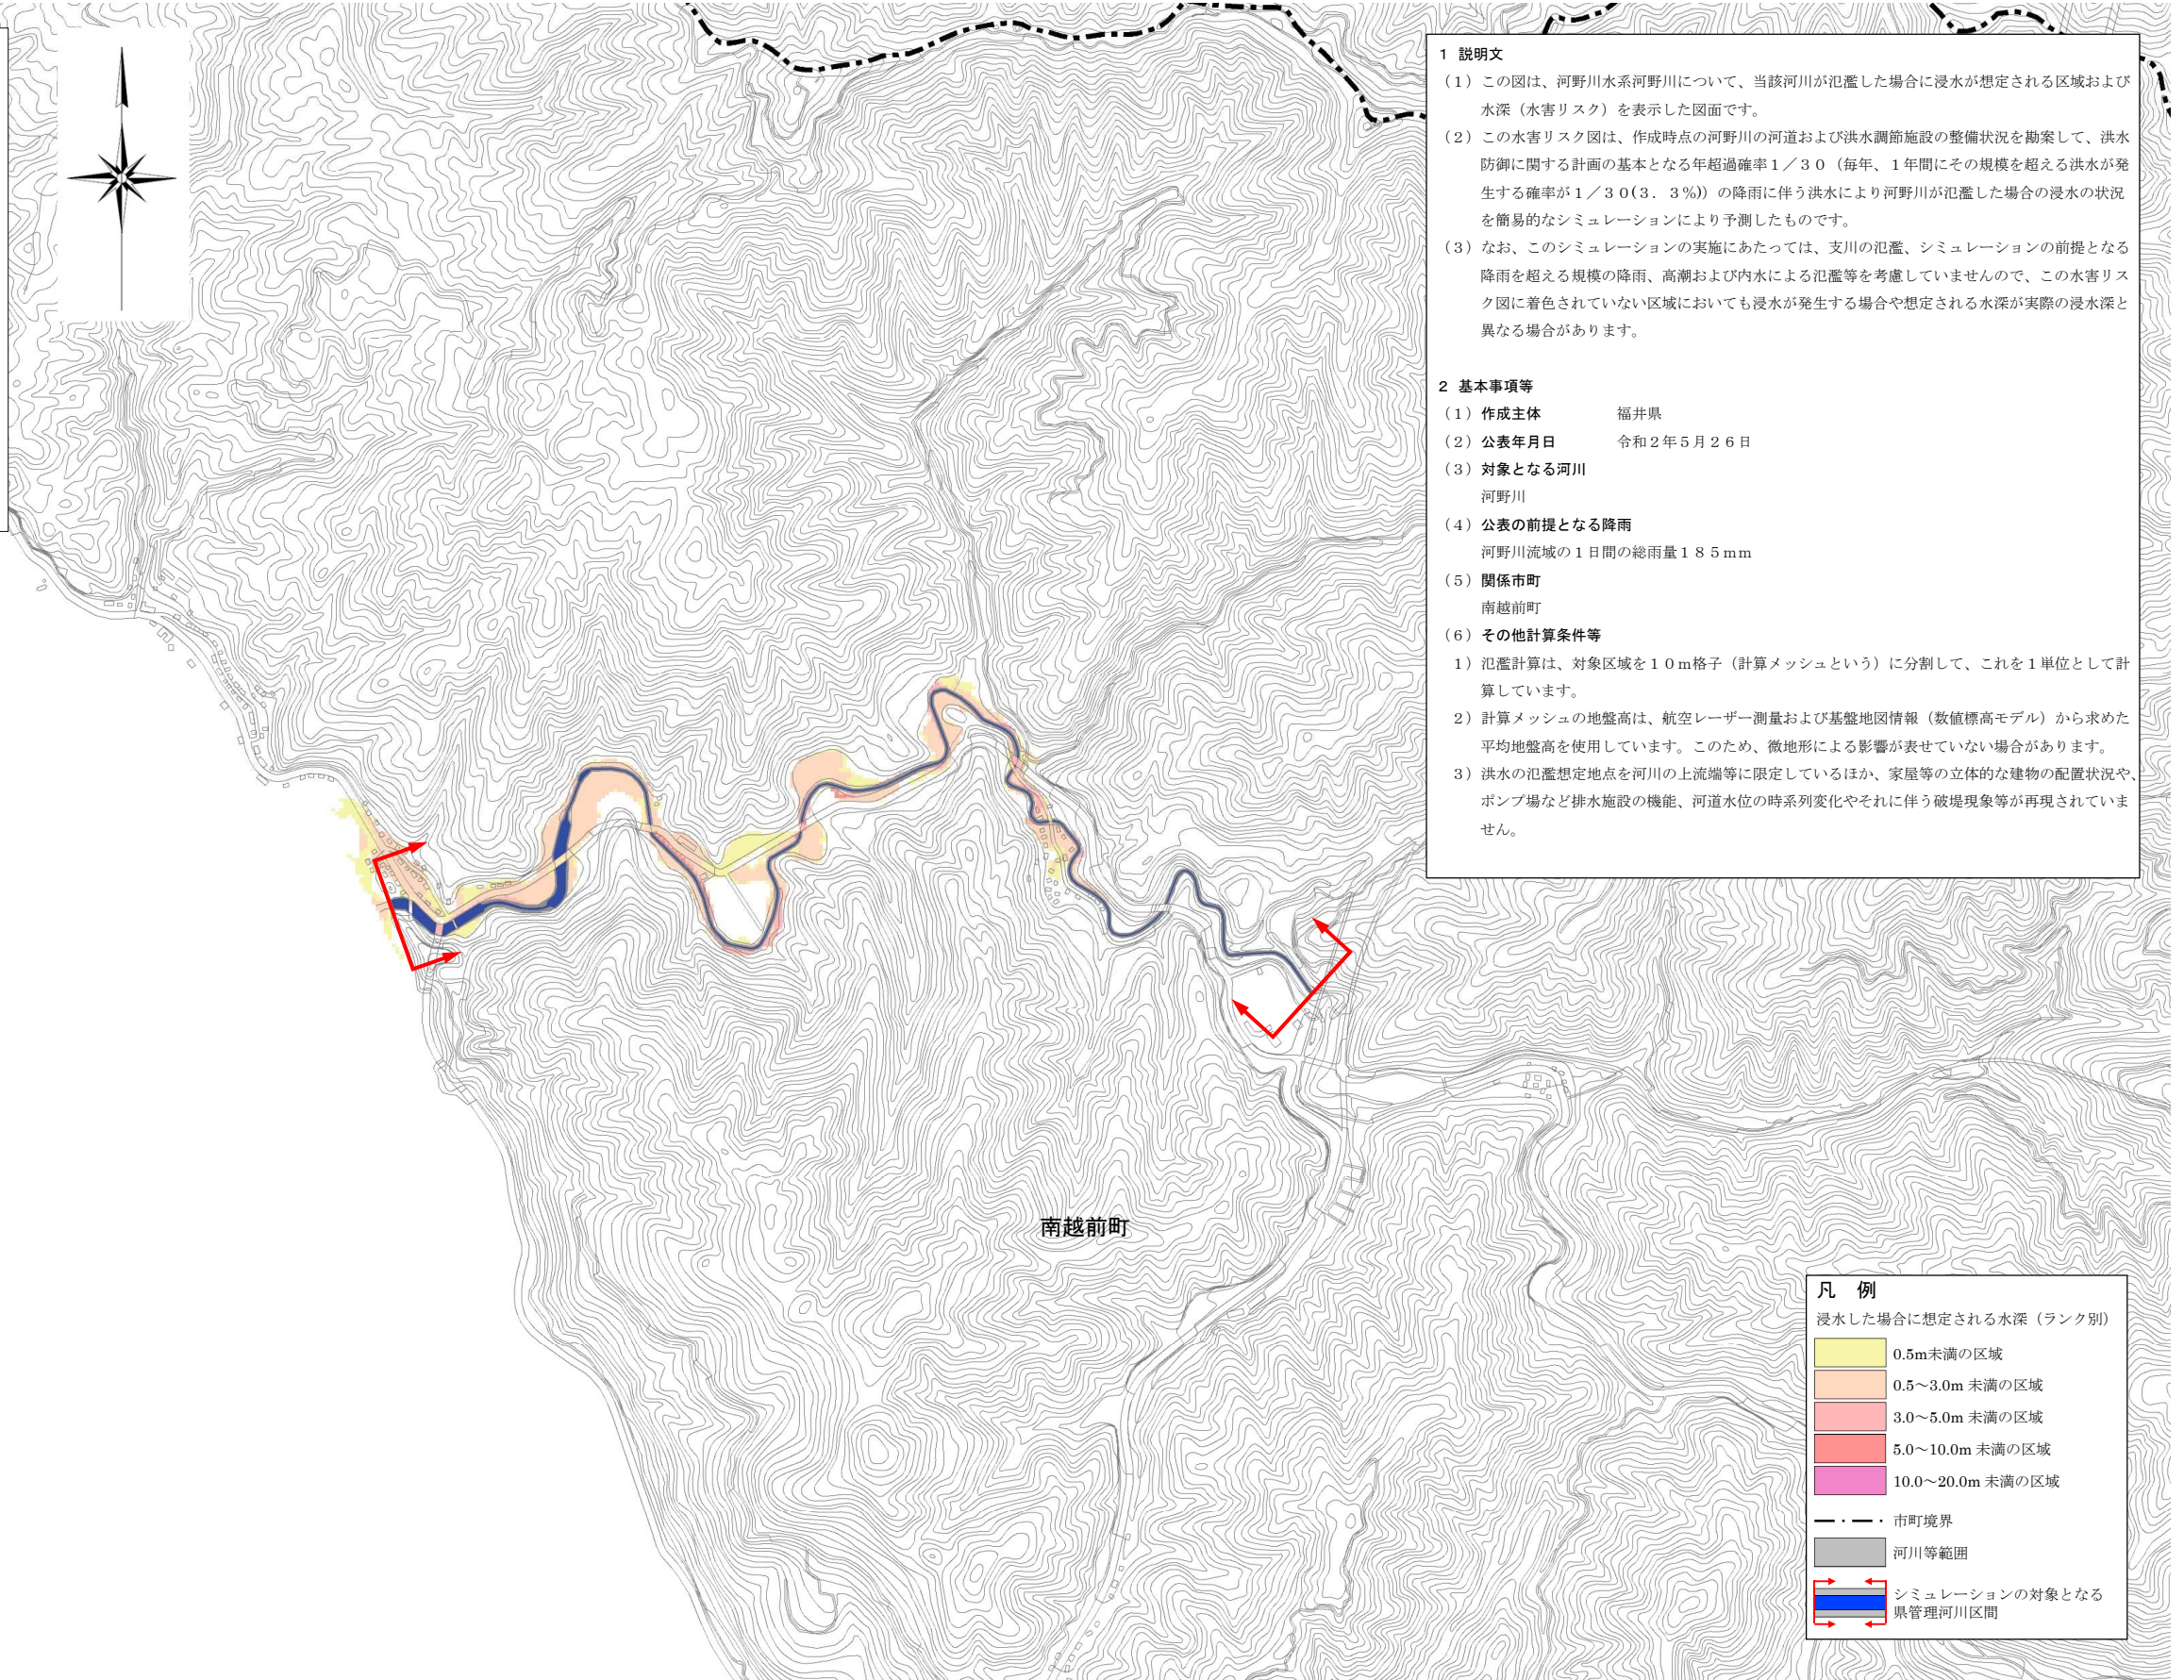 1 説明文
（１）この図は、河野川水系河野川について、当該河川が氾濫した場合に浸水が想定される区域および
水深（水害リスク）を表示した図面です。
（２）この水害リスク図は、作成時点の河野川の河道および洪水調節施設の整備状況を勘案して、洪水
防御に関する計画の基本となる年超過確率１／３０（毎年、１年間にその規模を超える洪水が発
生する確率が１／３０(３．３%)）の降雨に伴う洪水により河野川が氾濫した場合の浸水の状況
を簡易的なシミュレーションにより予測したものです。
（３）なお、このシミュレーションの実施にあたっては、支川の氾濫、シミュレーションの前提となる
降雨を超える規模の降雨、高潮および内水による氾濫等を考慮していませんので、この水害リス
ク図に着色されていない区域においても浸水が発生する場合や想定される水深が実際の浸水深と
異なる場合があります。
2 基本事項等
（１）作成主体 福井県
（２）公表年月日 令和２年５月２６日
（３）対象となる河川
河野川
（４）公表の前提となる降雨
河野川流域の１日間の総雨量１８５mm
（５）関係市町
南越前町
（６）その他計算条件等
１）氾濫計算は、対象区域を１０ｍ格子（計算メッシュという）に分割して、これを１単位として計
算しています。
２）計算メッシュの地盤高は、航空レーザー測量および基盤地図情報（数値標高モデル）から求めた
平均地盤高を使用しています。このため、微地形による影響が表せていない場合があります。
３）洪水の氾濫想定地点を河川の上流端等に限定しているほか、家屋等の立体的な建物の配置状況や、
ポンプ場など排水施設の機能、河道水位の時系列変化やそれに伴う破堤現象等が再現されていま
せん。
南越前町
凡 例
浸水した場合に想定される水深（ランク別）
0.5m未満の区域
0.5〜3.0m 未満の区域
3.0〜5.0m 未満の区域
5.0〜10.0m 未満の区域
10.0〜20.0m 未満の区域
市町境界
河川等範囲
シミュレーションの対象となる
県管理河川区間